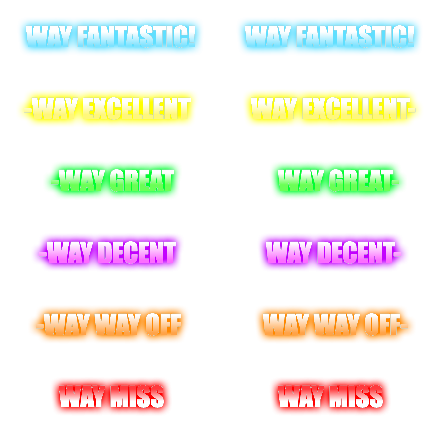 WAY FANTASTIC! WAY FANTASTIC!
-WAY EXCELLENT WAY EXCELLENT-
-WAY GREAT WAY GREAT-
-WAY DECENT WAY DECENT-
-WAY WAY OFF WAY WAY OFF-
WAY MISS WAY MISS